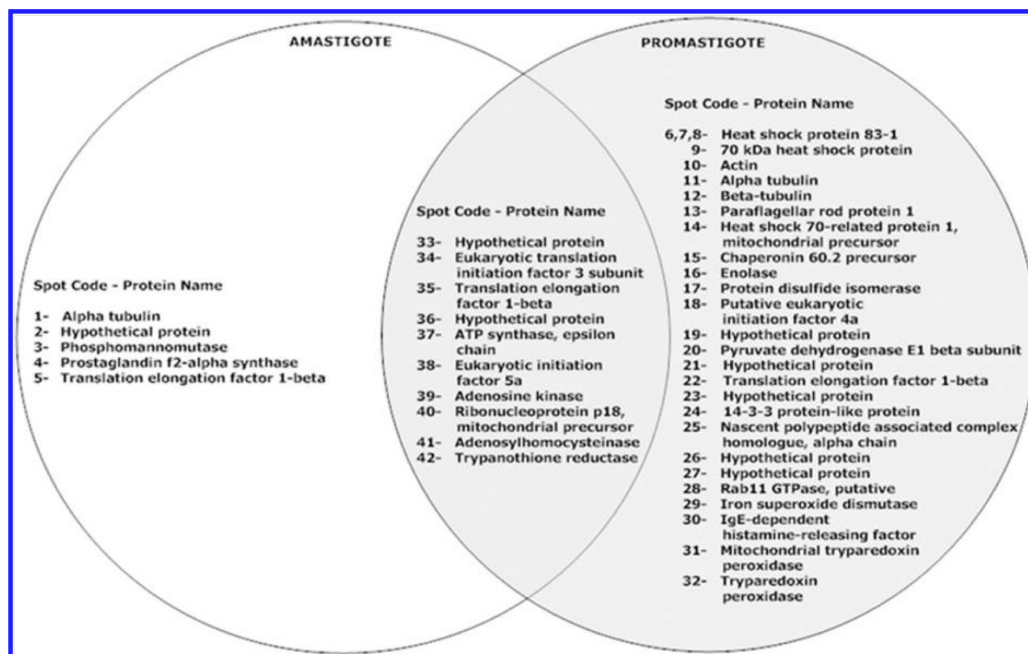 AMASTIGOTE
Spot Code - Protein Name
1- Alpha tubulin
2- Hypothetical protein
3- Phosphomannomutase
4- Prostaglandin f2-alpha synthase
5- Translation elongation factor 1-beta
Spot Code - Protein Name
33- Hypothetical protein
34- Eukaryotic translation
initiation factor 3 subunit
35- Translation elongation
factor 1-beta
36- Hypothetical protein
37- ATP synthase, epsilon
chain
38- Eukaryotic initiation
factor 5a
39- Adenosine kinase
40- Ribonucleoprotein p18,
mitochondrial precursor
41- Adenosylhomocysteinase
42- Trypanothione reductase
PROMASTIGOTE
Spot Code - Protein Name
6,7,8- Heat shock protein 83-1
9- 70 kDa heat shock protein
10- Actin
11- Alpha tubulin
12- Beta-tubulin
13- Paraflagellar rod protein 1
14- Heat shock 70-related protein 1,
mitochondrial precursor
15- Chaperonin 60.2 precursor
16- Enolase
17- Protein disulfide isomerase
18- Putative eukaryotic
initiation factor 4a
19- Hypothetical protein
20- Pyruvate dehydrogenase E1 beta subunit
21- Hypothetical protein
22- Translation elongation factor 1-beta
23- Hypothetical protein
24- 14-3-3 protein-like protein
25- Nascent polypeptide associated complex
homologue, alpha chain
26- Hypothetical protein
27- Hypothetical protein
28- Rab11 GTPase, putative
29- Iron superoxide dismutase
30- IgE-dependent
histamine-releasing factor
31- Mitochondrial tryparedoxin
peroxidase
32- Tryparedoxin
peroxidase